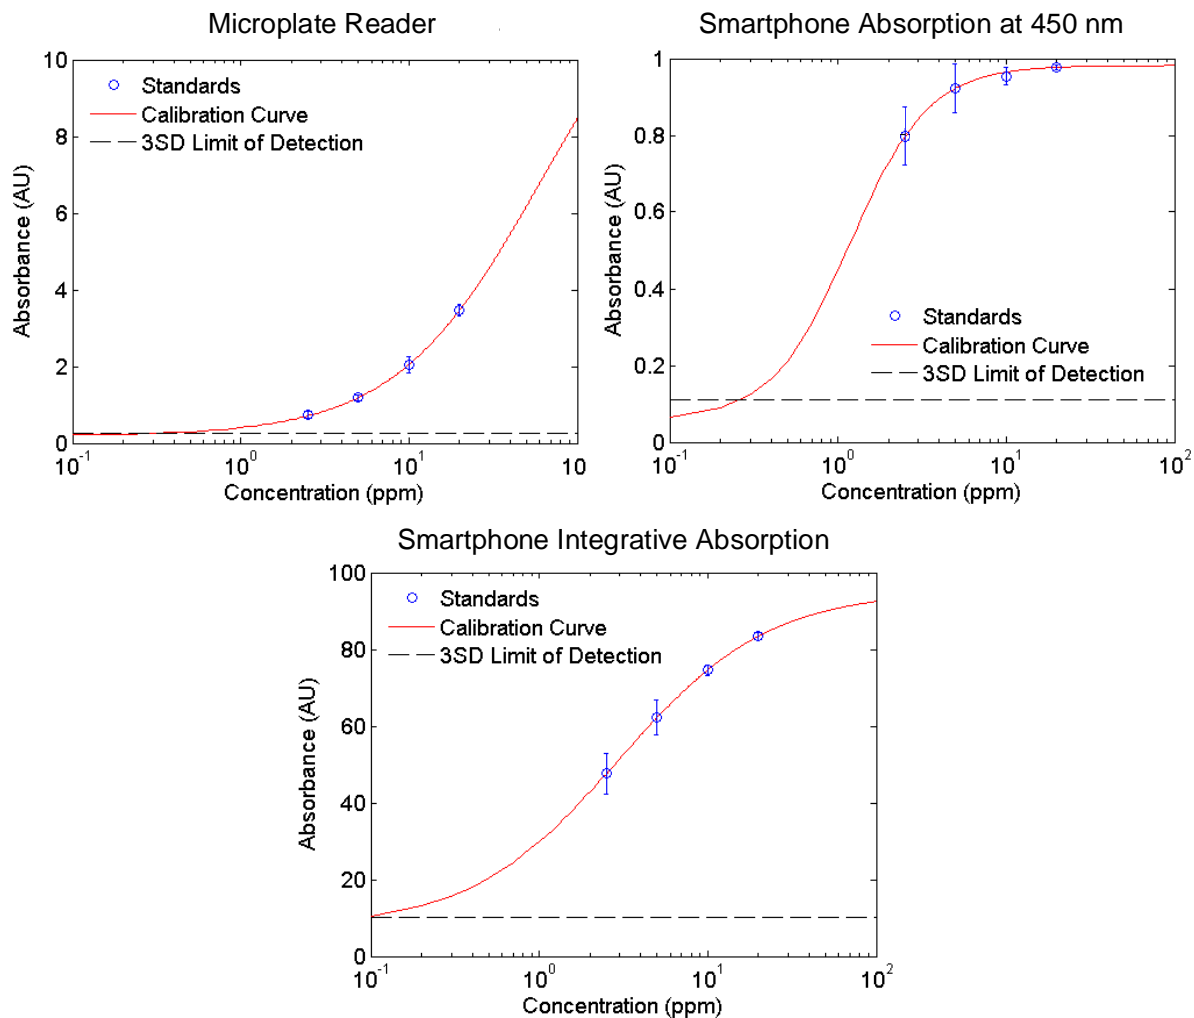 Microplate Reader
10
8
6
4
2
0
Absorbance (AU)
Standards
Calibration Curve
3SD Limit of Detection
10-1
100
101
10
Concentration (ppm)
Smartphone Absorption at 450 nm
1
0.8
0.6
0.4
0.2
0
Absorbance (AU)
Standards
Calibration Curve
3SD Limit of Detection
10-1
100
101
102
Concentration (ppm)
Smartphone Integrative Absorption
100
80
60
40
20
0
Absorbance (AU)
Standards
Calibration Curve
3SD Limit of Detection
10-1
100
101
102
Concentration (ppm)